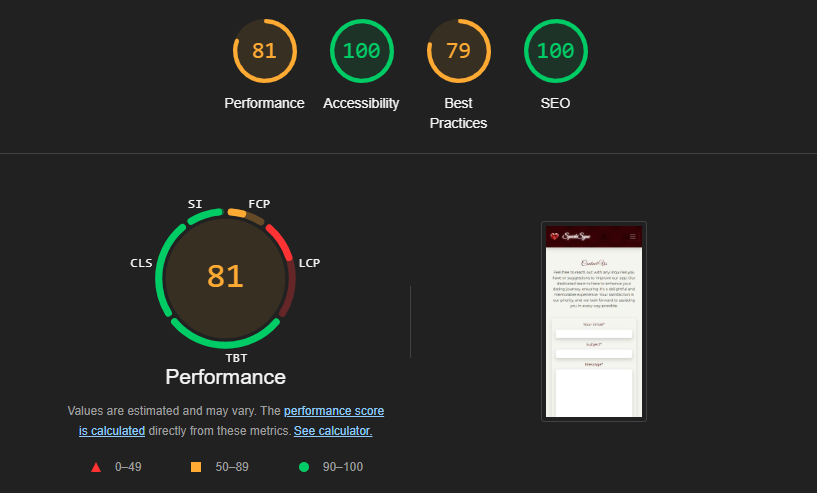 81
100
79
100
Performance
Accessibility
Best
Practices
SEO
SI
FCP
CLS
LCP
81
TBT
Performance
Values are estimated and may vary. The performance score
is calculated directly from these metrics. See calculator.
0–49
50–89
90–100
Contact Us
Feel free to reach out with any inquiries you
have or suggestions to improve our app! Our
dedicated team is here to enhance your
dating journey, ensuring it's a delightful and
memorable experience. Your satisfaction is
our priority, and we look forward to assisting
you in every way possible.
Your Email*
Subject*
Message*